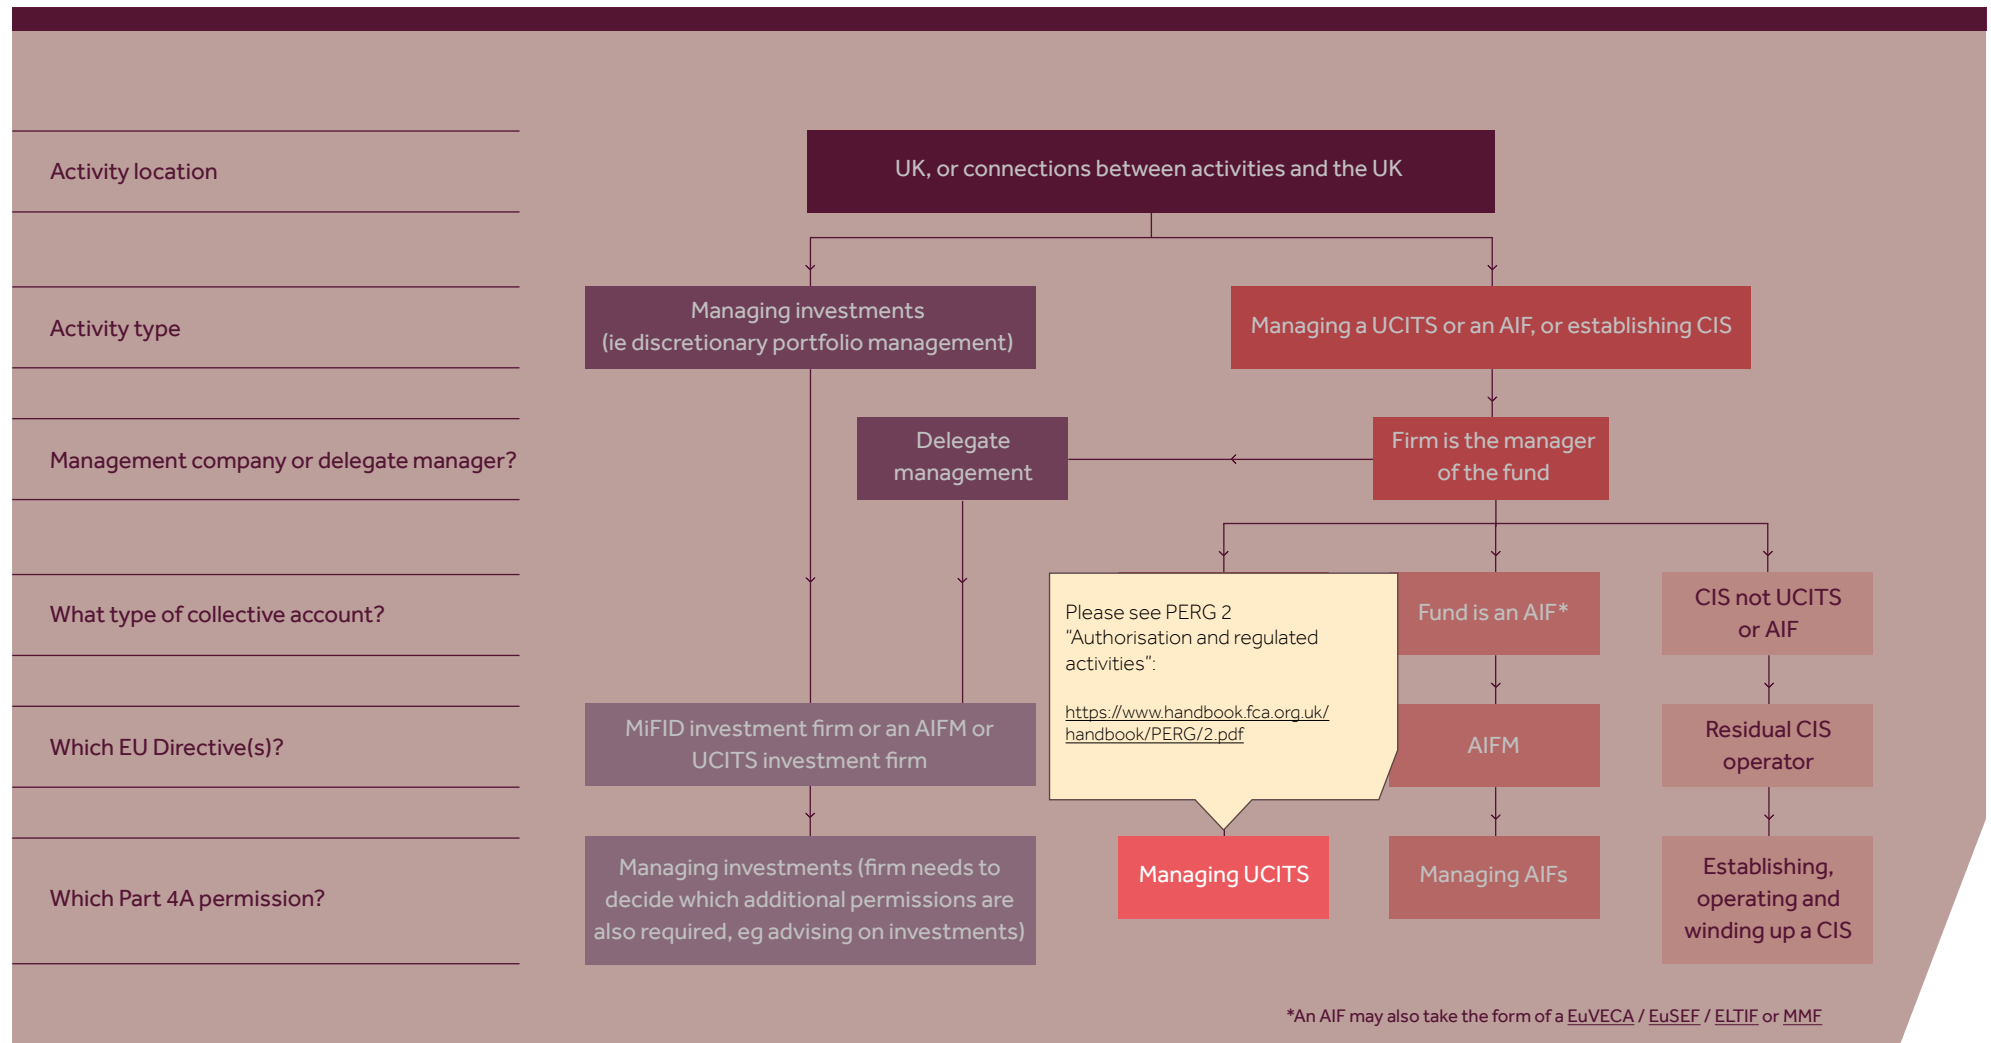 Activity location
UK, or connections between activities and the UK
Activity type
Managing investments
(ie discretionary portfolio management)
Managing a UCITS or an AIF, or establishing CIS
Management company or delegate manager?
Delegate
management
Firm is the manager
of the fund
What type of collective account?
Please see PERG 2
"Authorisation and regulated
activities":
https://www.handbook.fca.org.uk/
handbook/PERG/2.pdf
Fund is an AIF*
CIS not UCITS
or AIF
Which EU Directive(s)?
MiFID investment firm or an AIFM or
UCITS investment firm
AIFM
Residual CIS
operator
Which Part 4A permission?
Managing investments (firm needs to
decide which additional permissions are
also required, eg advising on investments)
Managing UCITS
Managing AIFs
Establishing,
operating and
winding up a CIS
*An AIF may also take the form of a EuVECA / EuSEF / ELTIF or MMF